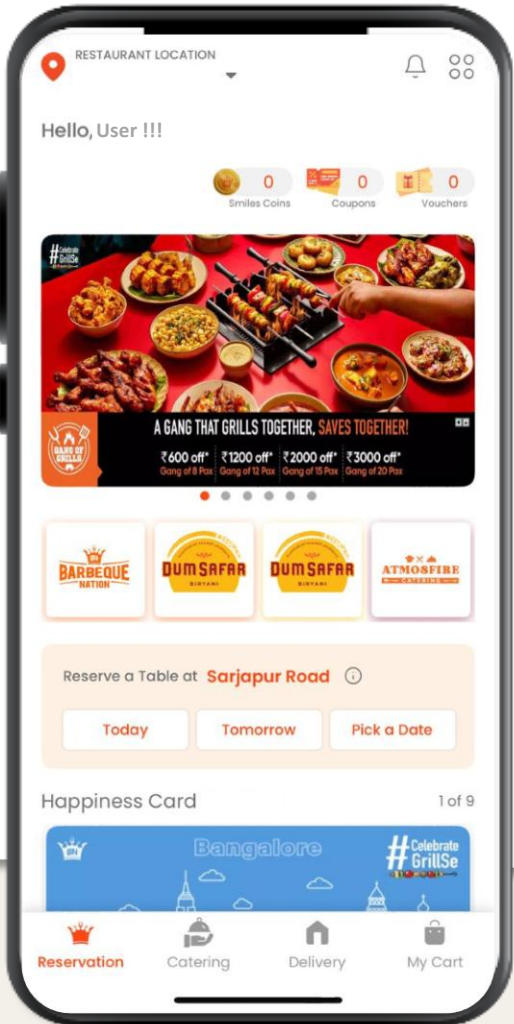 RESTAURANT LOCATION
Hello, User !!!
0 0 0
Smiles Coins Coupons Vouchers
# Celebrate
GrillSe
GANG OF
GRILLS
A GANG THAT GRILLS TOGETHER, SAVES TOGETHER!
₹600 off* ₹1200 off* ₹2000 off* ₹3000 off*
Gang of 8 Pax Gang of 12 Pax Gang of 15 Pax Gang of 20 Pax
BARBEQUE
NATION
DUM SAFAR
BIRYANI
DUM SAFAR
BIRYANI
ATMOSFIRE
CATERING
Reserve a Table at Sarjapur Road
Today Tomorrow Pick a Date
Happiness Card 1 of 9
Bangalore
# Celebrate
GrillSe
Reservation Catering Delivery My Cart